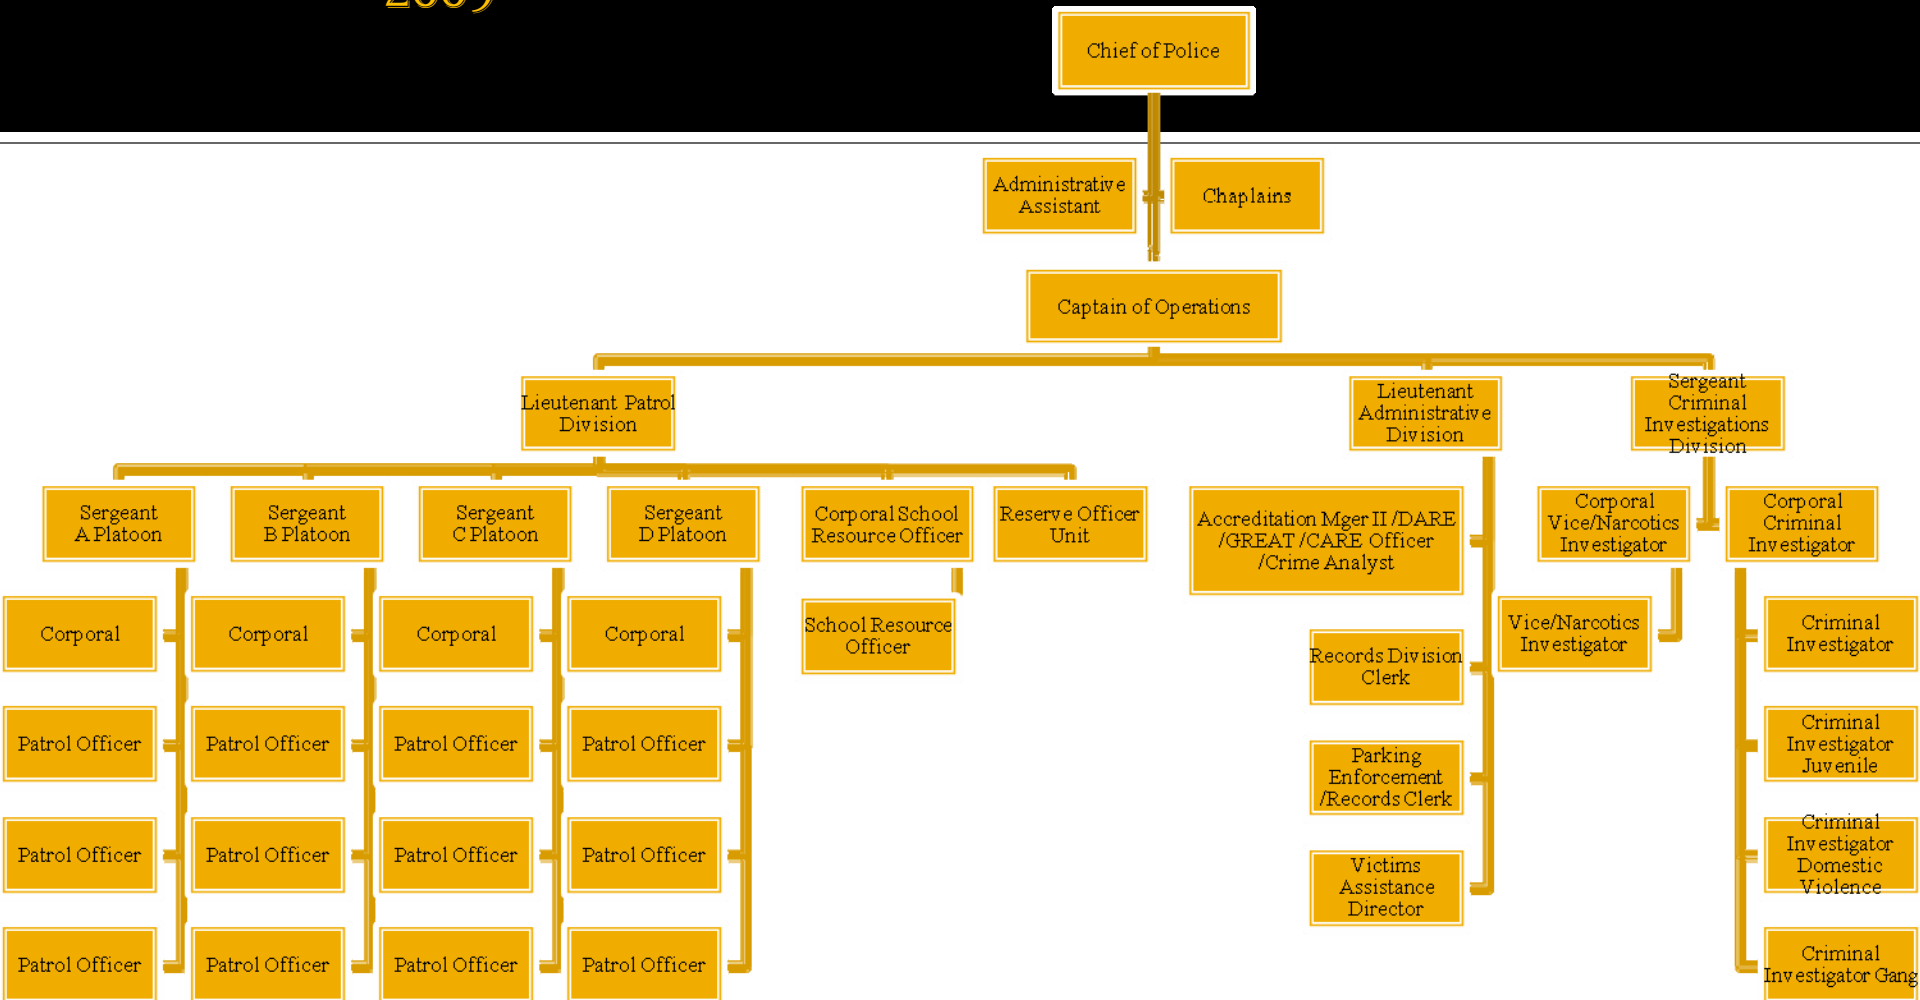 2009
Chief of Police
Administrative
Assistant
Chaplains
Captain of Operations
Lieutenant Patrol
Division
Lieutenant
Administrative
Division
Sergeant
Criminal
Investigations
Division
Sergeant
A Platoon
Sergeant
B Platoon
Sergeant
C Platoon
Sergeant
D Platoon
Corporal School
Resource Officer
Reserve Officer
Unit
Accreditation Mger II /DARE
/GREAT /CARE Officer
/Crime Analyst
Corporal
Vice/Narcotics
Investigator
Corporal
Criminal
Investigator
Corporal
Corporal
Corporal
Corporal
School Resource
Officer
Records Division
Clerk
Vice/Narcotics
Investigator
Criminal
Investigator
Patrol Officer
Patrol Officer
Patrol Officer
Patrol Officer
Parking
Enforcement
/Records Clerk
Criminal
Investigator
Juvenile
Patrol Officer
Patrol Officer
Patrol Officer
Patrol Officer
Victims
Assistance
Director
Criminal
Investigator
Domestic
Violence
Patrol Officer
Patrol Officer
Patrol Officer
Patrol Officer
Criminal
Investigator Gang